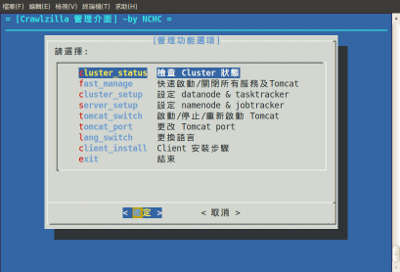 檔案(F) 編輯(E) 檢視(V) 終端機(T) 求助(H)
= [Crawlzilla 管理介面] ~by NCHC =
[管理功能選項]
請選擇:
cluster_status 檢查 Cluster 狀態
fast_manage 快速啟動/關閉所有服務及Tomcat
cluster_setup 設定 datanode & tasktracker
server_setup 設定 namenode & jobtracker
tomcat_switch 啟動/停止/重新啟動 Tomcat
tomcat_port 更改 Tomcat port
lang_switch 更換語言
client_install Client 安裝步驟
exit 結束
< 確定 > < 取消 >